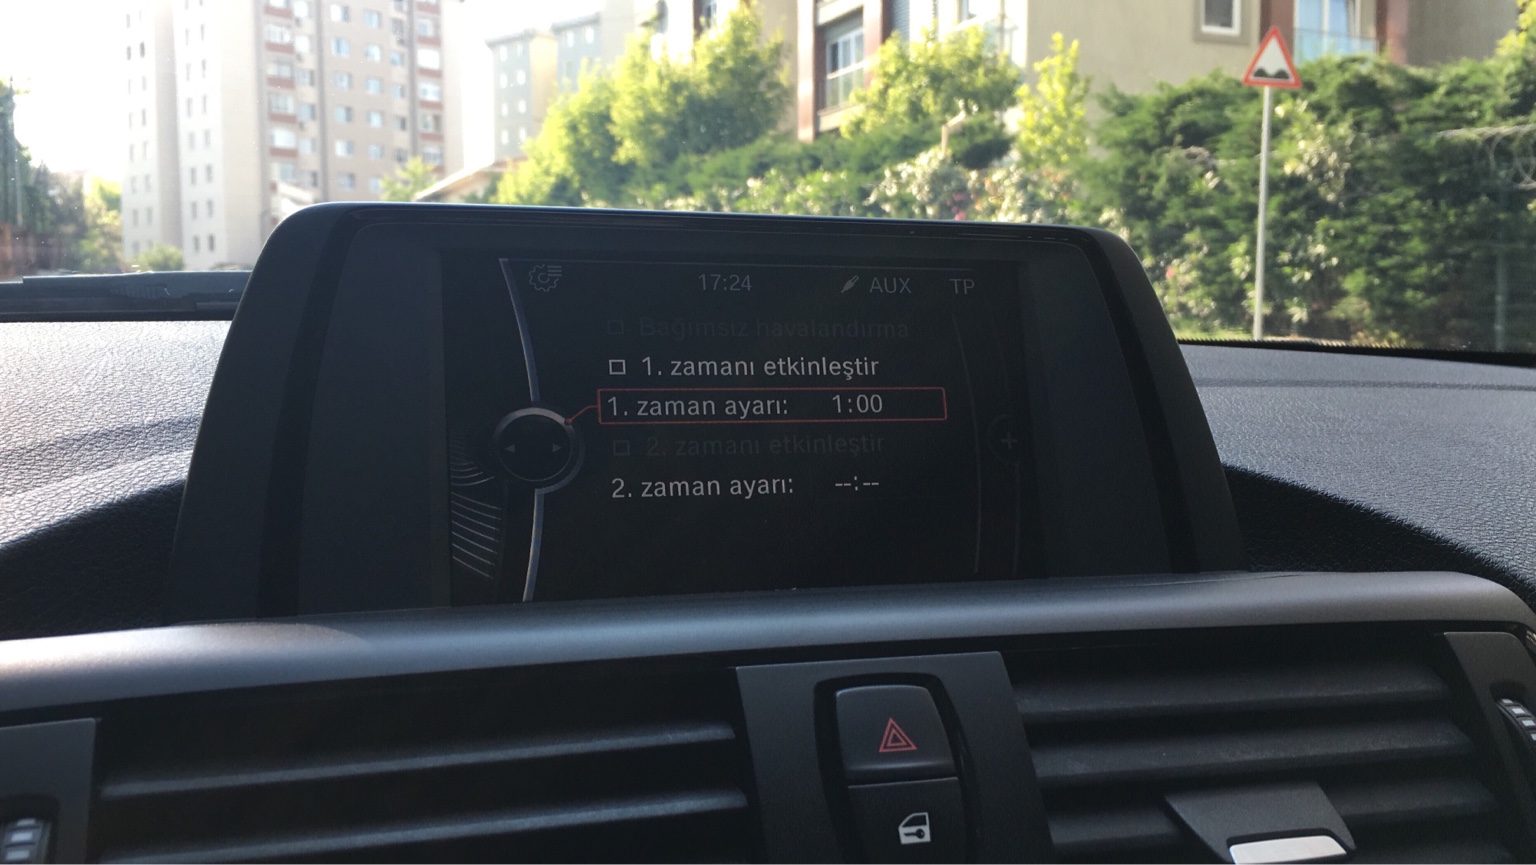 17:24 AUX TP
Bağımsız havalandırma
1. zamanı etkinleştir
1. zaman ayarı: 1:00
2. zamanı etkinleştir
2. zaman ayarı: --:--